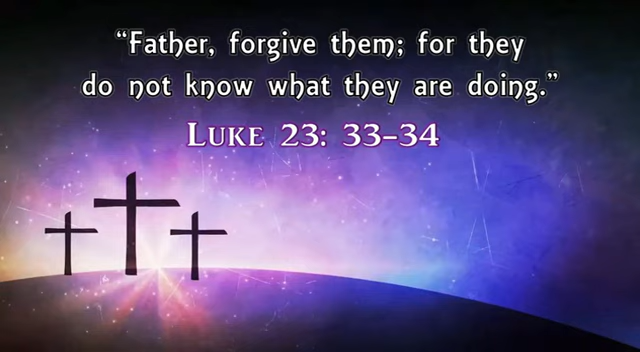 “Father, forgive them; for they
do not know what they are doing.”
Luke 23: 33-34